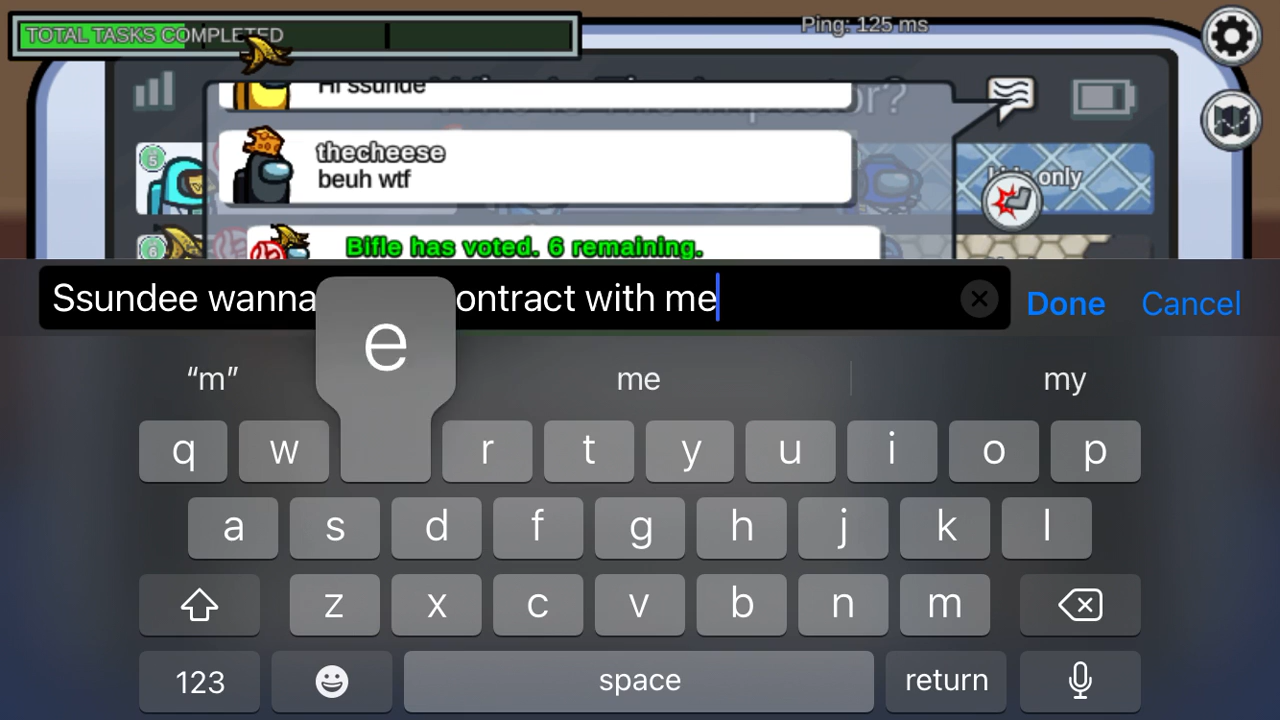 TOTAL TASKS COMPLETED
Ping: 125 ms
Hi ssunde
thecheese
beuh wtf
only
5
6
Bifle has voted. 6 remaining.
Ssundee wanna ontract with me
Done
Cancel
e
“m”
me
my
q w r t y u i o p
a s d f g h j k l
z x c v b n m
123
space
return